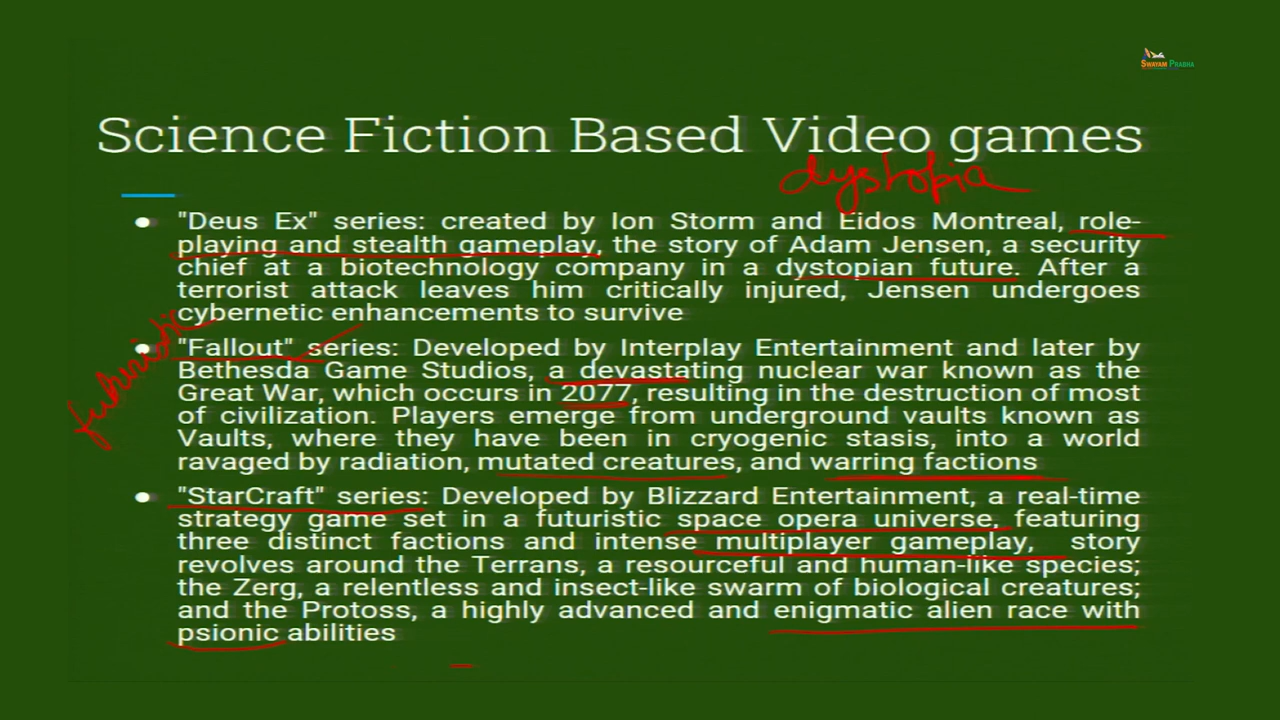 SWAYAM PRABHA
Science Fiction Based Video games
dystopia
● "Deus Ex" series: created by Ion Storm and Eidos Montreal, role-
playing and stealth gameplay, the story of Adam Jensen, a security
chief at a biotechnology company in a dystopian future. After a
terrorist attack leaves him critically injured, Jensen undergoes
cybernetic enhancements to survive
futuristic
● "Fallout" series: Developed by Interplay Entertainment and later by
Bethesda Game Studios, a devastating nuclear war known as the
Great War, which occurs in 2077, resulting in the destruction of most
of civilization. Players emerge from underground vaults known as
Vaults, where they have been in cryogenic stasis, into a world
ravaged by radiation, mutated creatures, and warring factions
● "StarCraft" series: Developed by Blizzard Entertainment, a real-time
strategy game set in a futuristic space opera universe, featuring
three distinct factions and intense multiplayer gameplay, story
revolves around the Terrans, a resourceful and human-like species;
the Zerg, a relentless and insect-like swarm of biological creatures;
and the Protoss, a highly advanced and enigmatic alien race with
psionic abilities